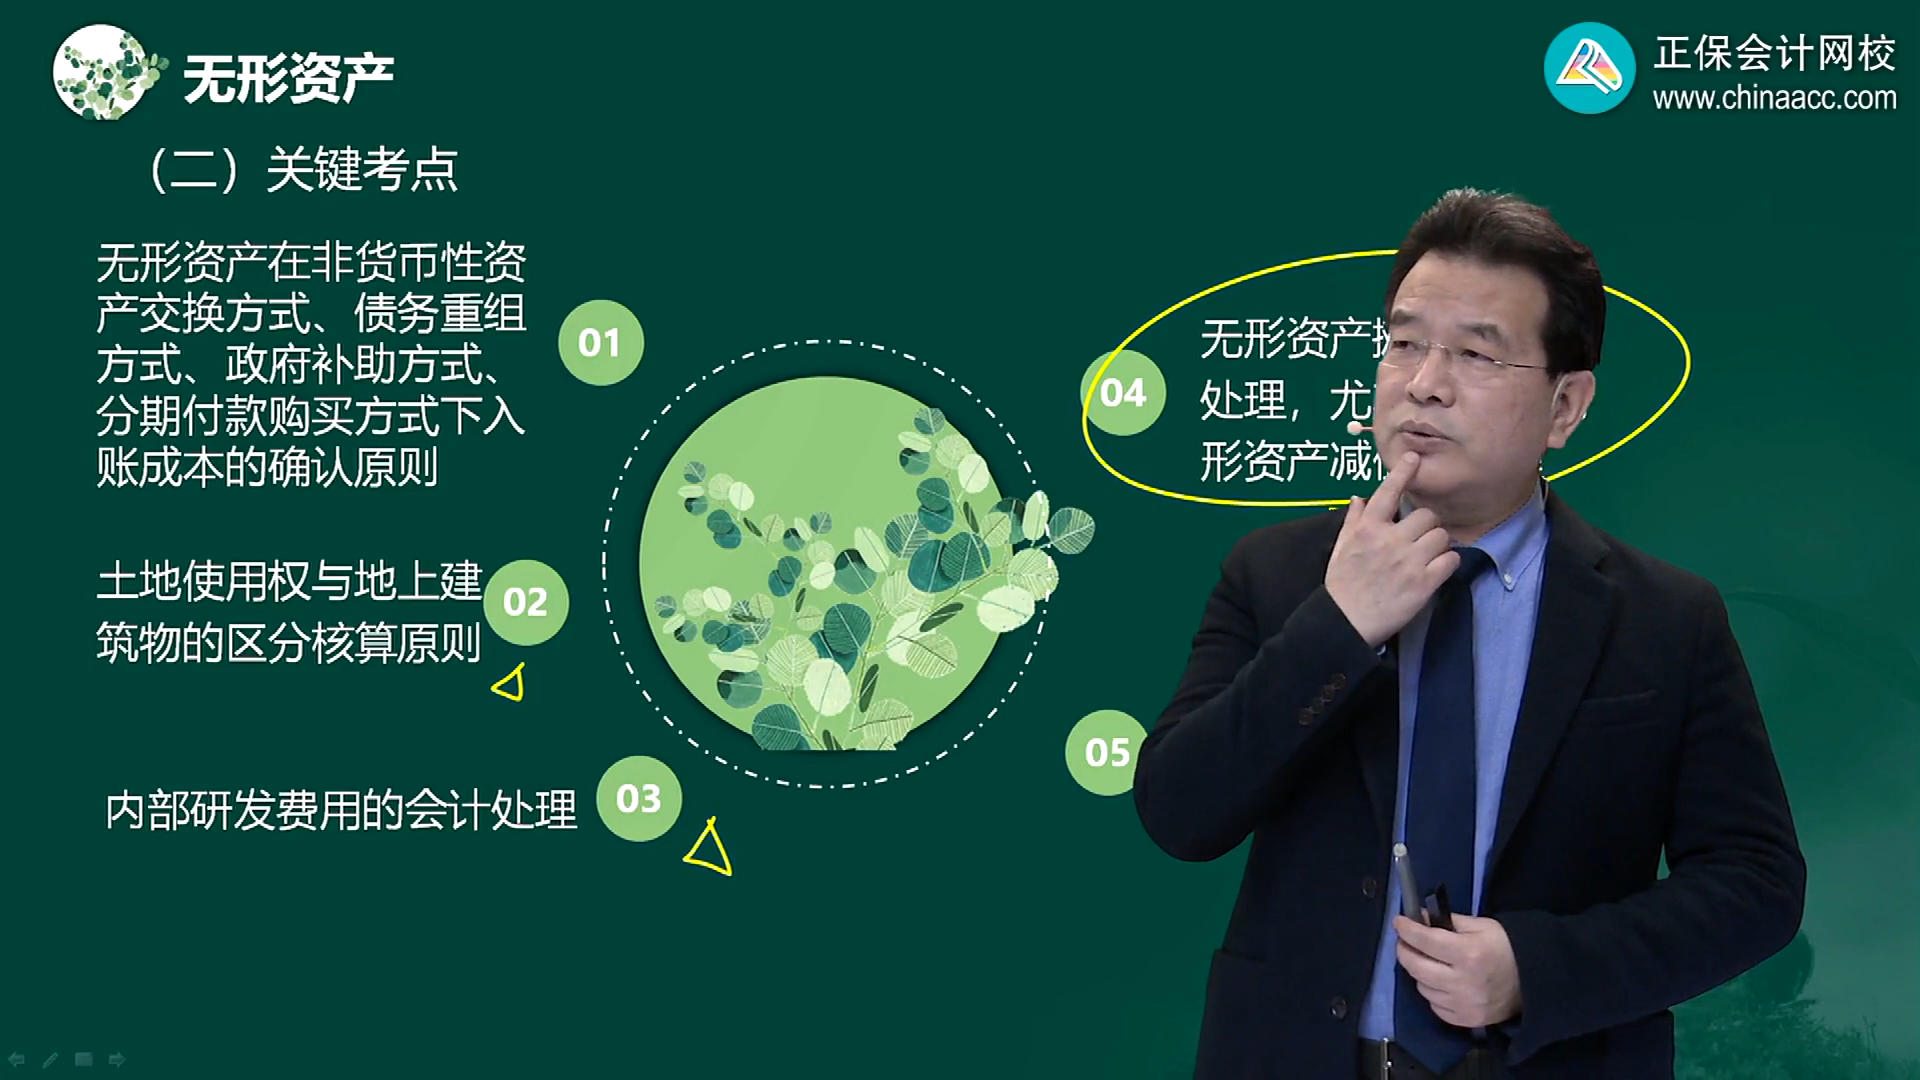 无形资产
正保会计网校
www.chinaacc.com
（二）关键考点
无形资产在非货币性资
产交换方式、债务重组
方式、政府补助方式、
分期付款购买方式下入
账成本的确认原则
01
土地使用权与地上建
筑物的区分核算原则
02
内部研发费用的会计处理
03
04
无形资产
处理，尤
形资产减
05